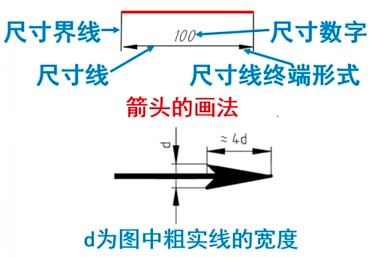 尺寸界线 100 尺寸数字
尺寸线 尺寸线终端形式
箭头的画法
≈4d
d
d为图中粗实线的宽度